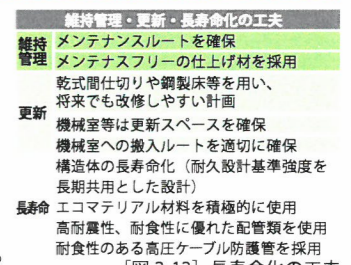 維持管理・更新・長寿命化の工夫
維持管理
メンテナンスルートを確保
メンテナンスフリーの仕上げ材を採用
更新
乾式間仕切りや鋼製床等を用い、
将来でも改修しやすい計画
機械室等は更新スペースを確保
機械室への搬入ルートを適切に確保
長寿命
構造体の長寿命化（耐久設計基準強度を
長期共用とした設計）
エコマテリアル材料を積極的に使用
高耐震性、耐食性に優れた配管類を使用
耐食性のある高圧ケーブル防護管を採用
［図 3-12］長寿命化の工夫